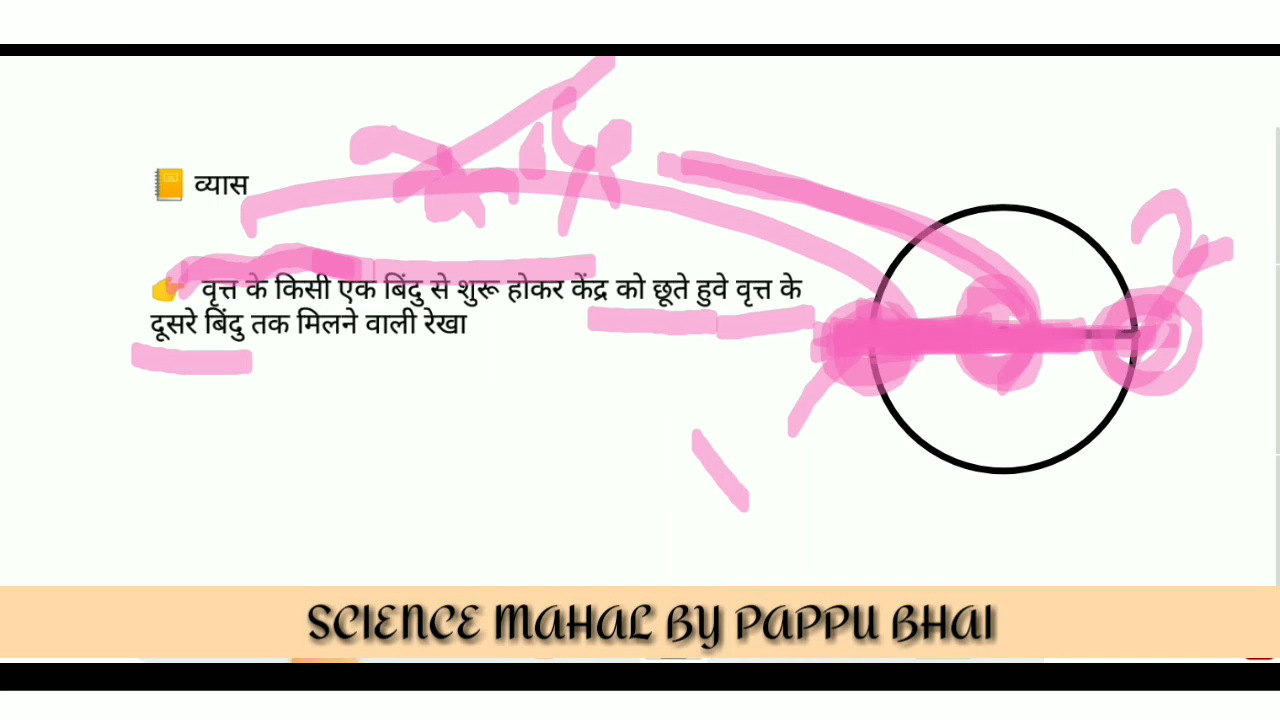 व्यास
वृत्त के किसी एक बिंदु से शुरू होकर केंद्र को छूते हुवे वृत्त के
दूसरे बिंदु तक मिलने वाली रेखा
SCIENCE MAHAL BY PAPPU BHAI